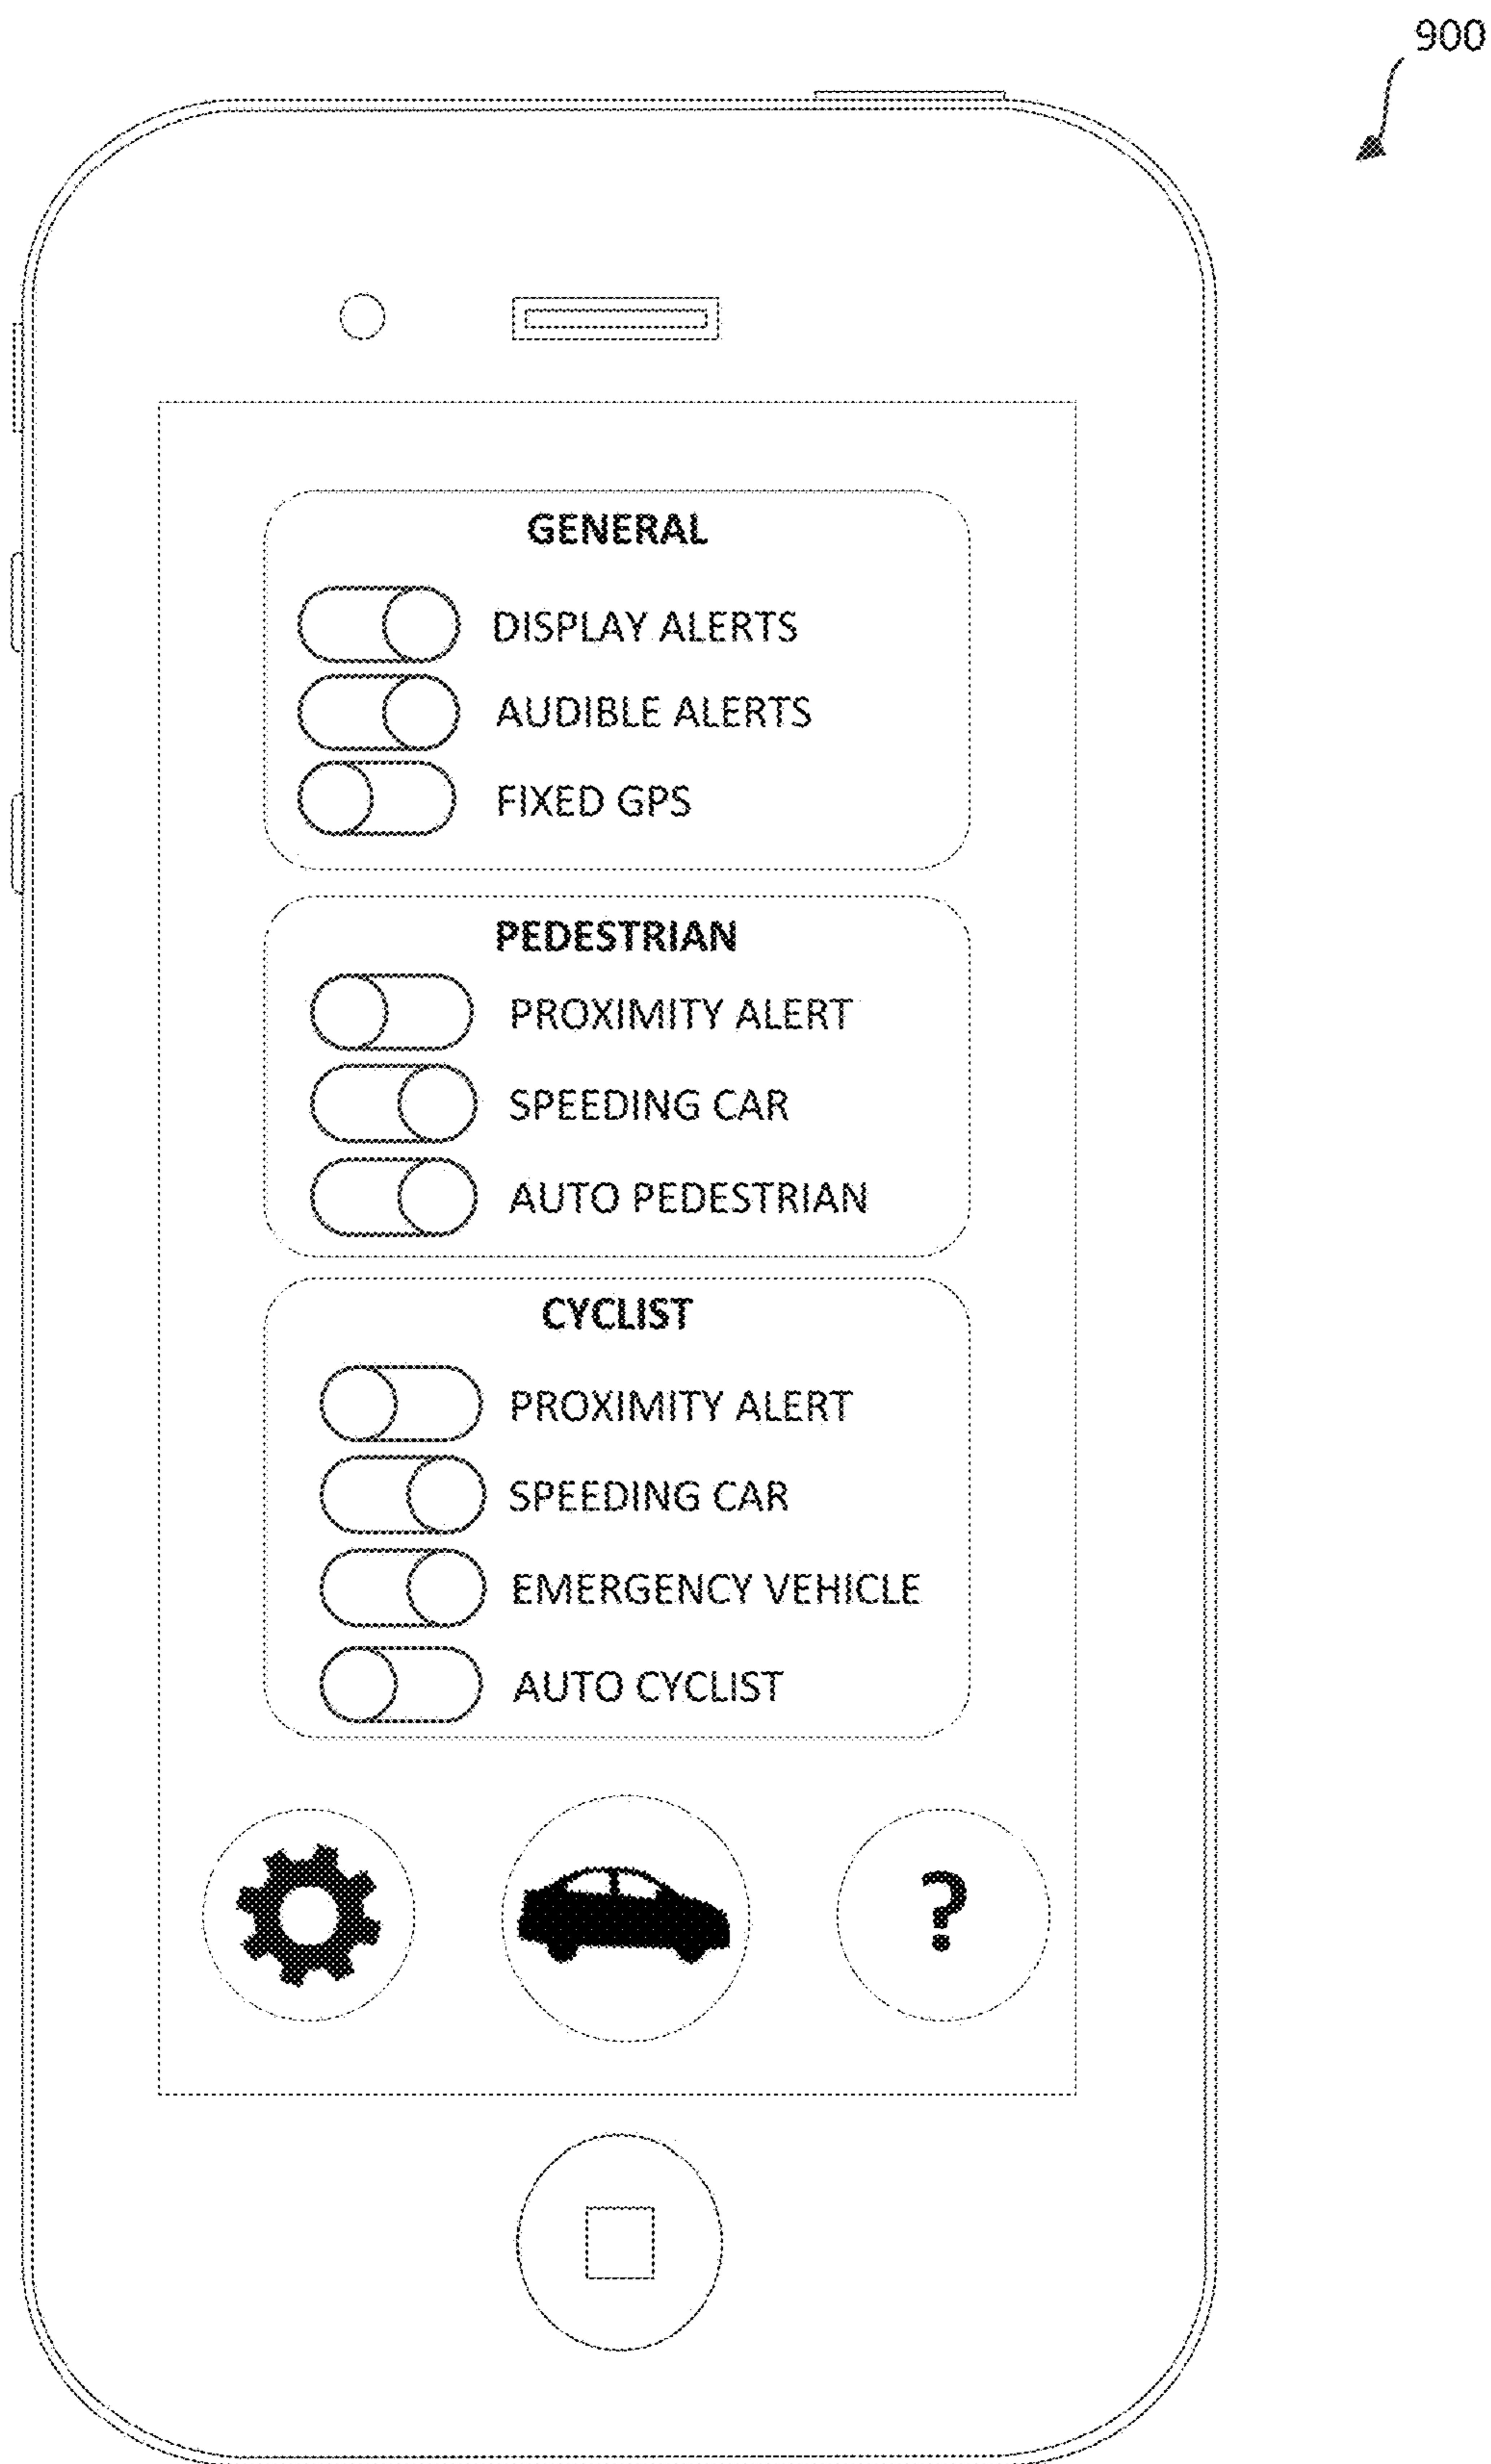 900
GENERAL
DISPLAY ALERTS
AUDIBLE ALERTS
FIXED GPS
PEDESTRIAN
PROXIMITY ALERT
SPEEDING CAR
AUTO PEDESTRIAN
CYCLIST
PROXIMITY ALERT
SPEEDING CAR
EMERGENCY VEHICLE
AUTO CYCLIST
?